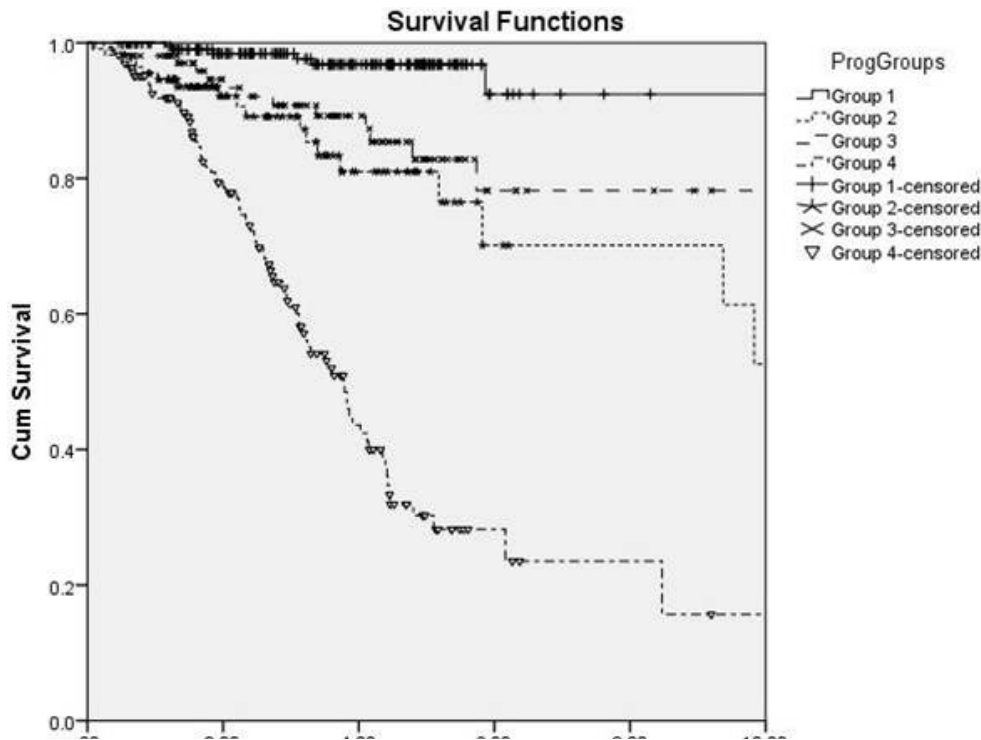 Survival Functions
1.0
0.8
0.6
0.4
0.2
0.0
Cum Survival
ProgGroups
Group 1
Group 2
Group 3
Group 4
Group 1-censored
Group 2-censored
Group 3-censored
Group 4-censored